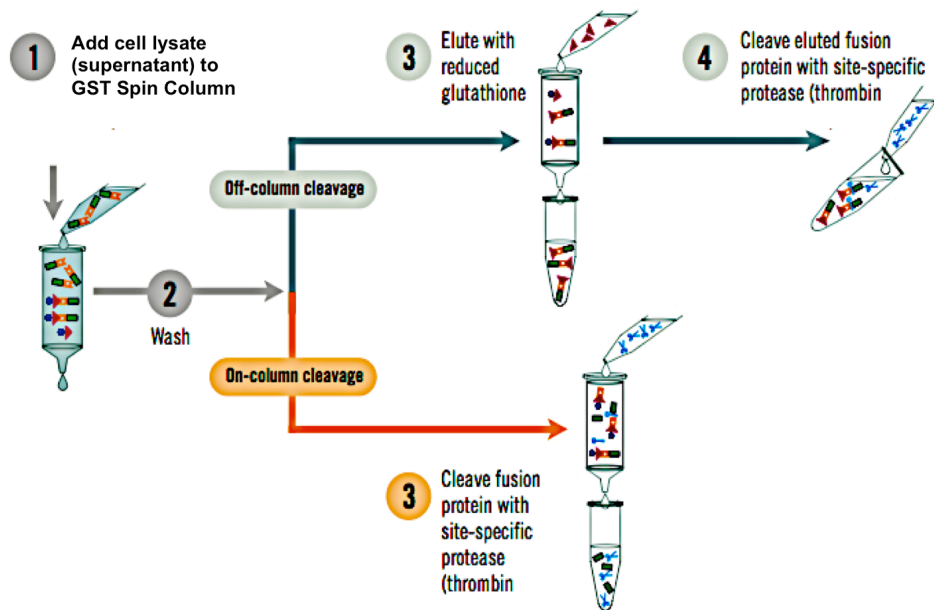 1
Add cell lysate
(supernatant) to
GST Spin Column
3
Elute with
reduced
glutathione
4
Cleave eluted fusion
protein with site-specific
protease (thrombin
Off-column cleavage
2
Wash
On-column cleavage
3
Cleave fusion
protein with
site-specific
protease
(thrombin